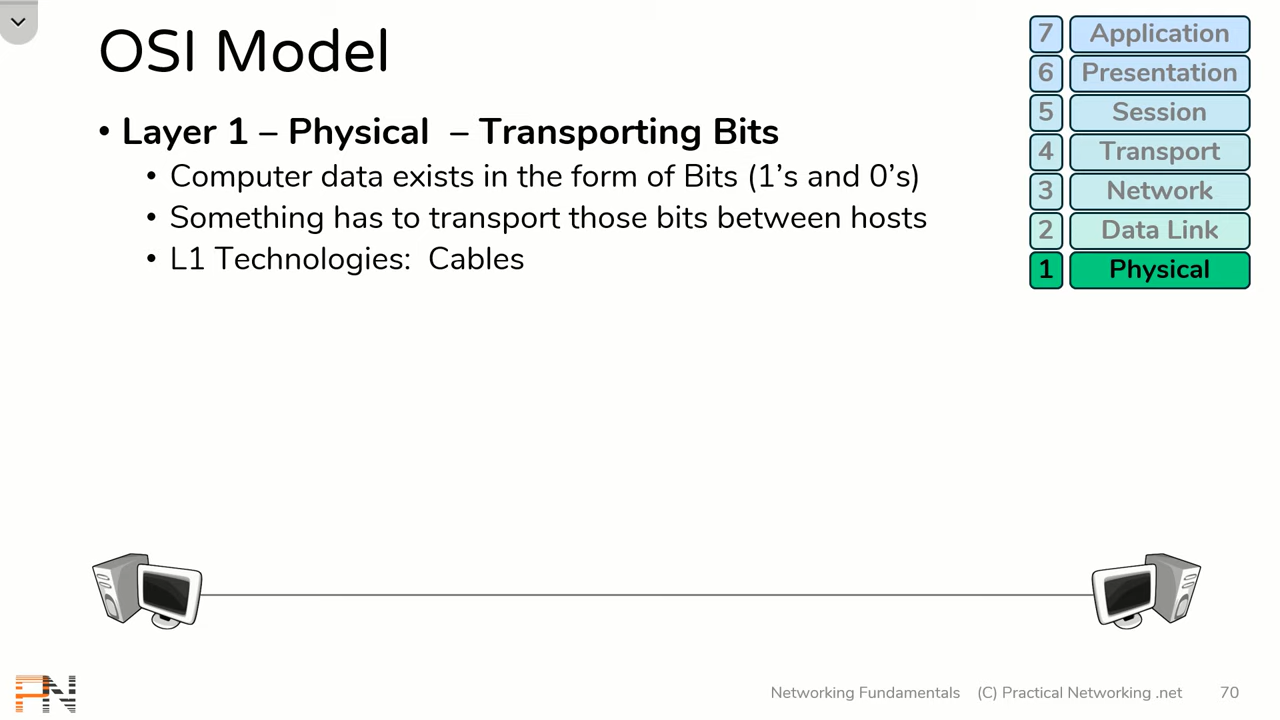 OSI Model
• Layer 1 – Physical – Transporting Bits
• Computer data exists in the form of Bits (1’s and 0’s)
• Something has to transport those bits between hosts
• L1 Technologies: Cables
7 Application
6 Presentation
5 Session
4 Transport
3 Network
2 Data Link
1 Physical
PN
Networking Fundamentals (C) Practical Networking .net 70